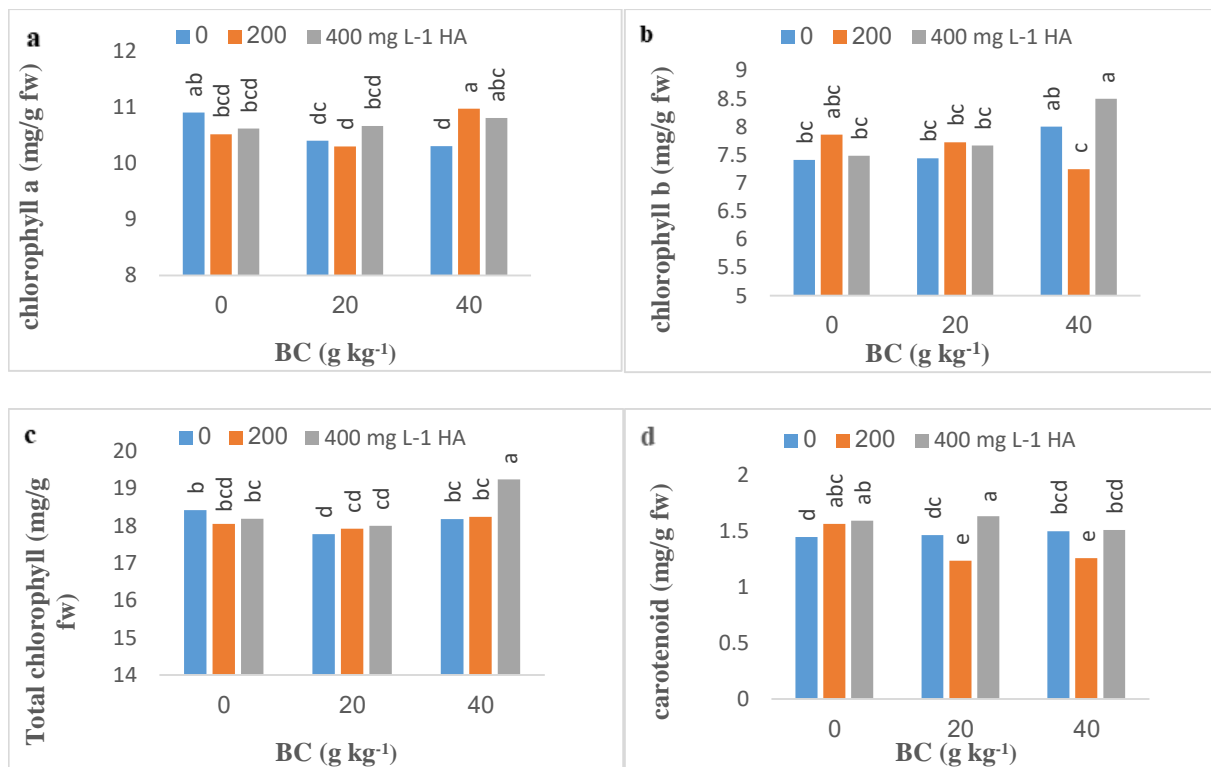 a
0 200 400 mg L-1 HA
chlorophyll a (mg/g fw)
12
11
10
9
8
ab bcd bcd dc d bcd d a abc
0 20 40
BC (g kg-1)
b
0 200 400 mg L-1 HA
chlorophyll b (mg/g fw)
9
8.5
8
7.5
7
6.5
6
5.5
5
bc abc bc bc bc bc ab c a
0 20 40
BC (g kg-1)
c
0 200 400 mg L-1 HA
Total chlorophyll (mg/g
fw)
20
19
18
17
16
15
14
b bcd bc d cd cd bc bc a
0 20 40
BC (g kg-1)
d
0 200 400 mg L-1 HA
carotenoid (mg/g fw)
2
1.5
1
0.5
0
d abc ab dc e a bcd e bcd
0 20 40
BC (g kg-1)